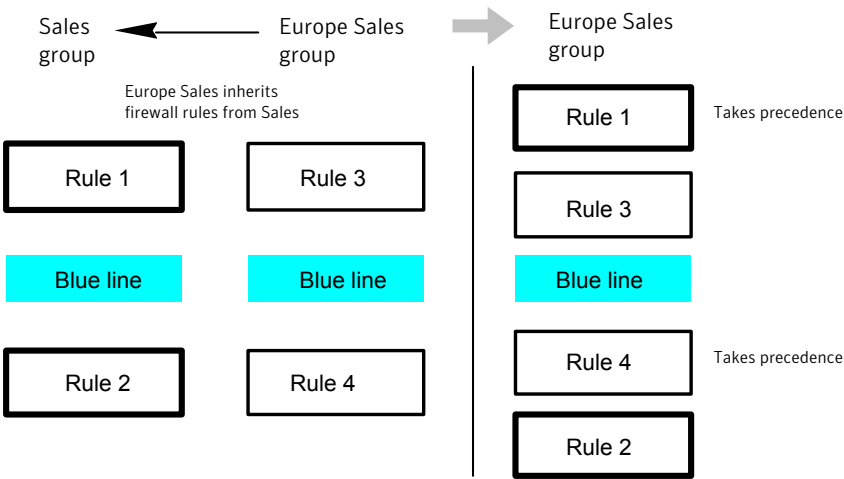 Sales
group
Europe Sales
group
Europe Sales
group
Europe Sales inherits
firewall rules from Sales
Rule 1
Rule 3
Blue line
Blue line
Rule 2
Rule 4
Rule 1
Takes precedence
Rule 3
Blue line
Rule 4
Takes precedence
Rule 2